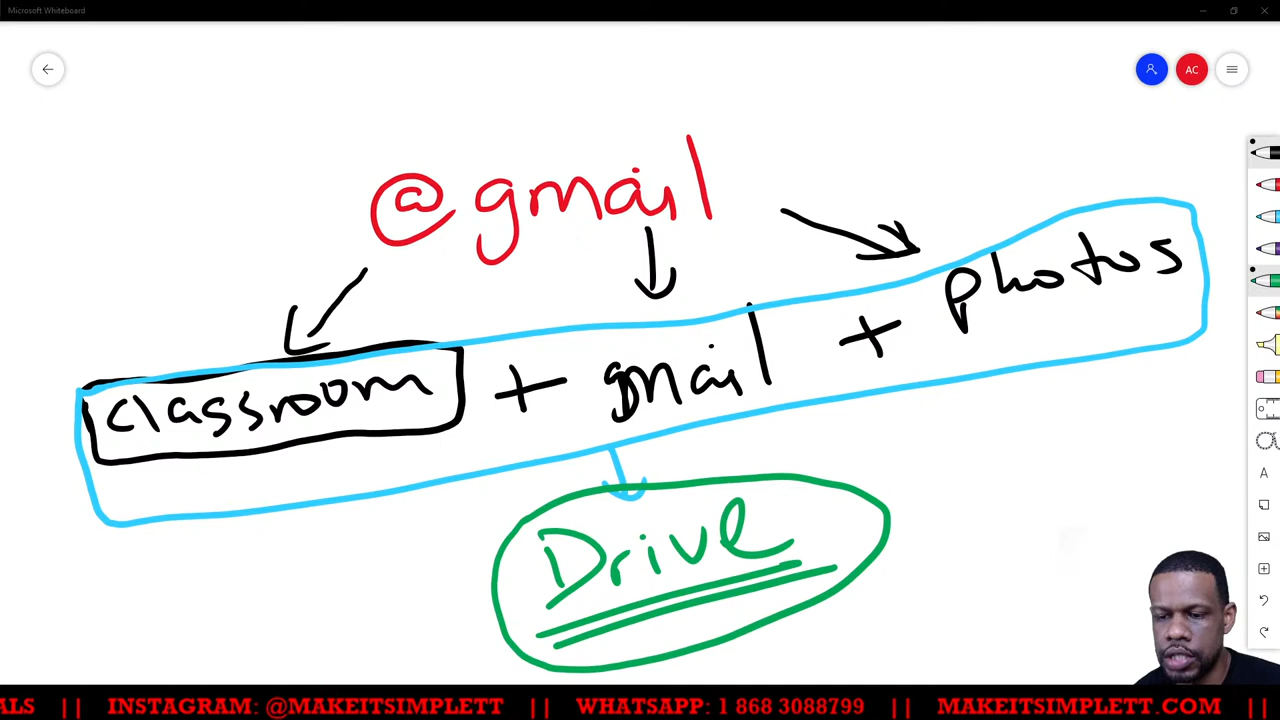 Microsoft Whiteboard
AC
@gmail
classroom + gmail + photos
Drive
A
ALS || INSTAGRAM: @MAKEITSIMPLETT || WHATSAPP: 1 868 3088799 || MAKEITSIMPLETT.COM ||